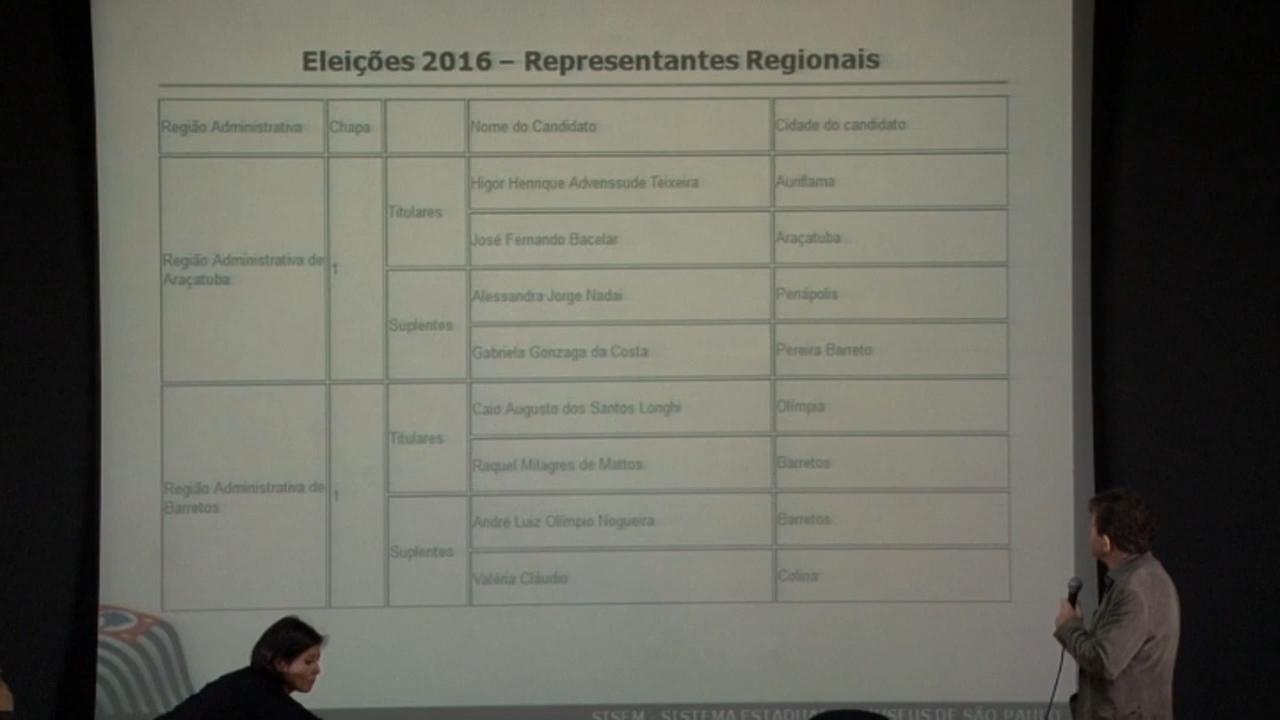 Eleições 2016 – Representantes Regionais
Região Administrativa Chapa Nome do Candidato Cidade do candidato
Região Administrativa de
Araçatuba
1
Titulares
Higor Henrique Advenssude Teixeira Auriflama
José Fernando Bacelar Araçatuba
Suplentes
Alessandra Jorge Nadai Penápolis
Gabriela Gonzaga da Costa Pereira Barreto
Região Administrativa de
Barretos
1
Titulares
Caio Augusto dos Santos Longhi Olímpia
Raquel Milagres de Mattos Barretos
Suplentes
André Luiz Olímpio Nogueira Barretos
Valéria Cláudio Colina
SISEM - SISTEMA ESTADUA MUSEUS DE SÃO PAULO